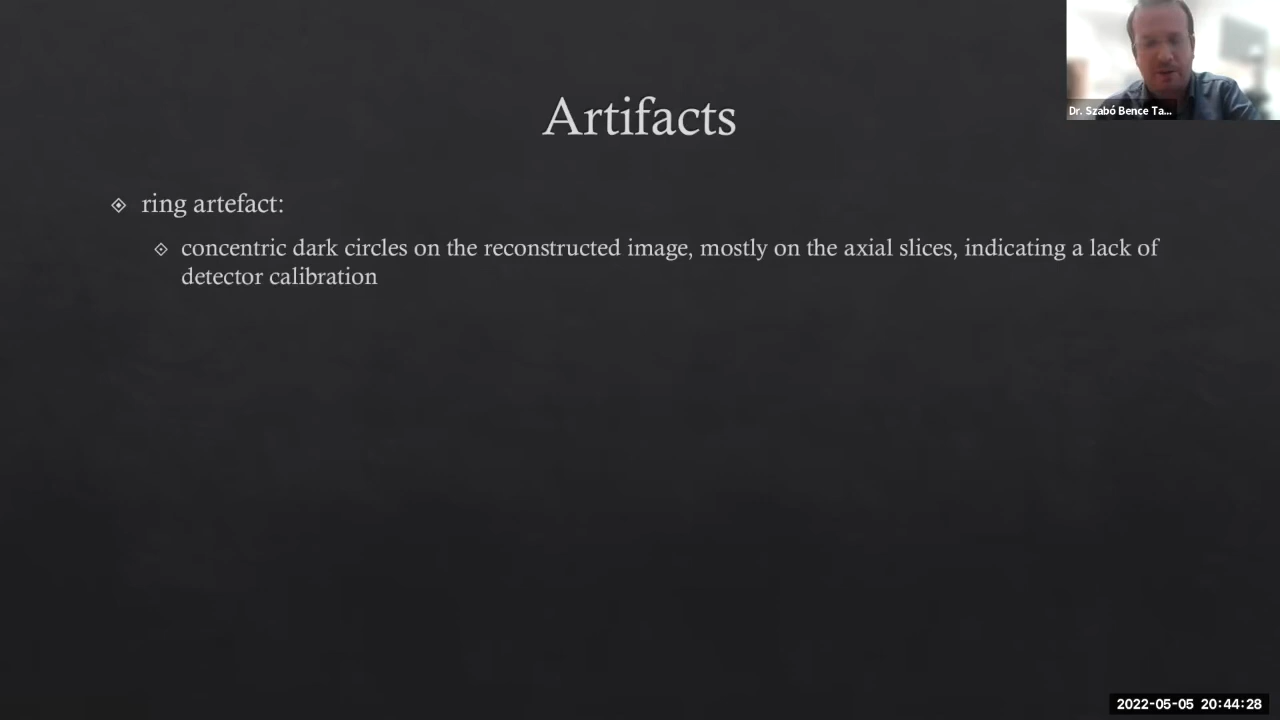 Artifacts
Dr. Szabó Bence Ta...
ring artefact:
concentric dark circles on the reconstructed image, mostly on the axial slices, indicating a lack of
detector calibration
2022-05-05 20:44:28